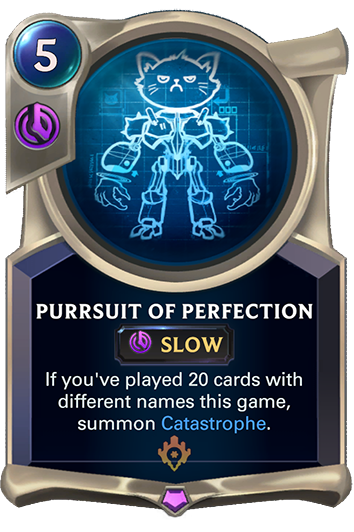 5
PURRSUIT OF PERFECTION
SLOW
If you've played 20 cards with
different names this game,
summon Catastrophe.